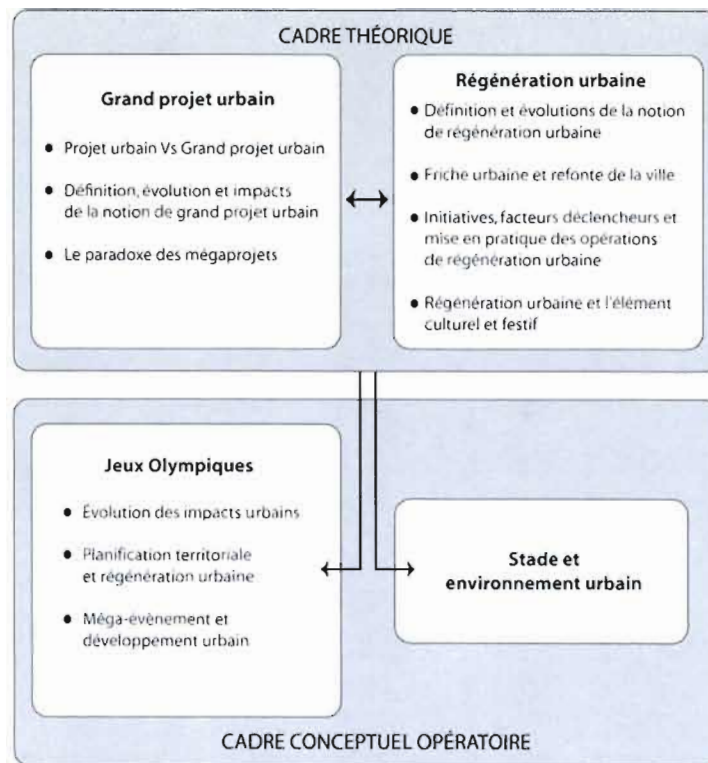 CADRE THÉORIQUE
Grand projet urbain
• Projet urbain Vs Grand projet urbain
• Définition, évolution et impacts
de la notion de grand projet urbain
• Le paradoxe des mégaprojets
Régénération urbaine
• Définition et évolutions de la notion
de régénération urbaine
• Friche urbaine et refonte de la ville
• Initiatives, facteurs déclencheurs et
mise en pratique des opérations
de régénération urbaine
• Régénération urbaine et l'élément
culturel et festif
Jeux Olympiques
• Évolution des impacts urbains
• Planification territoriale
et régénération urbaine
• Méga-évènement et
développement urbain
Stade et
environnement urbain
CADRE CONCEPTUEL OPÉRATOIRE